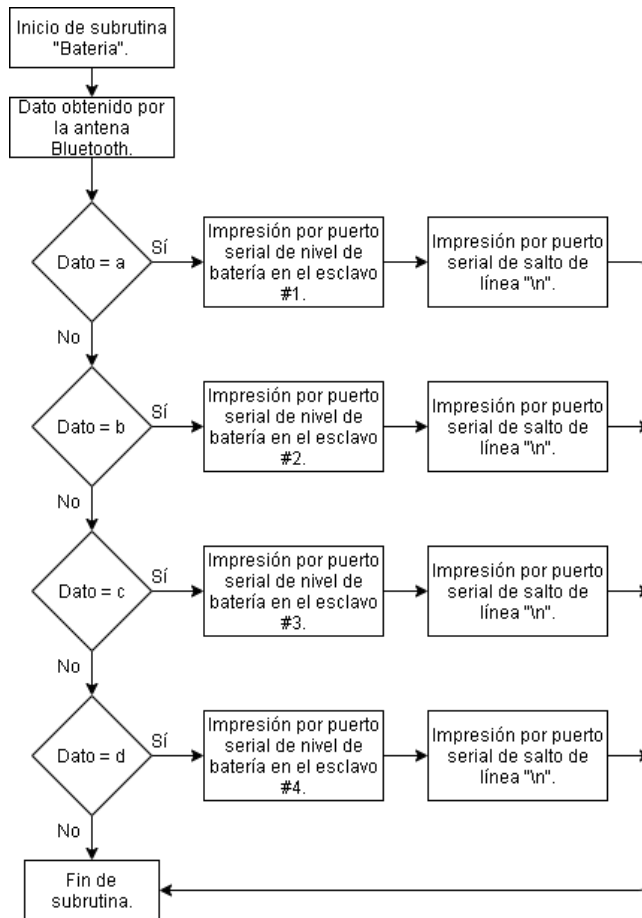 Inicio de subrutina
"Bateria".
Dato obtenido por
la antena
Bluetooth.
Dato = a
Sí
Impresión por puerto
serial de nivel de
batería en el esclavo
#1.
Impresión por puerto
serial de salto de
línea "\n".
No
Dato = b
Sí
Impresión por puerto
serial de nivel de
batería en el esclavo
#2.
Impresión por puerto
serial de salto de
línea "\n".
No
Dato = c
Sí
Impresión por puerto
serial de nivel de
batería en el esclavo
#3.
Impresión por puerto
serial de salto de
línea "\n".
No
Dato = d
Sí
Impresión por puerto
serial de nivel de
batería en el esclavo
#4.
Impresión por puerto
serial de salto de
línea "\n".
No
Fin de
subrutina.